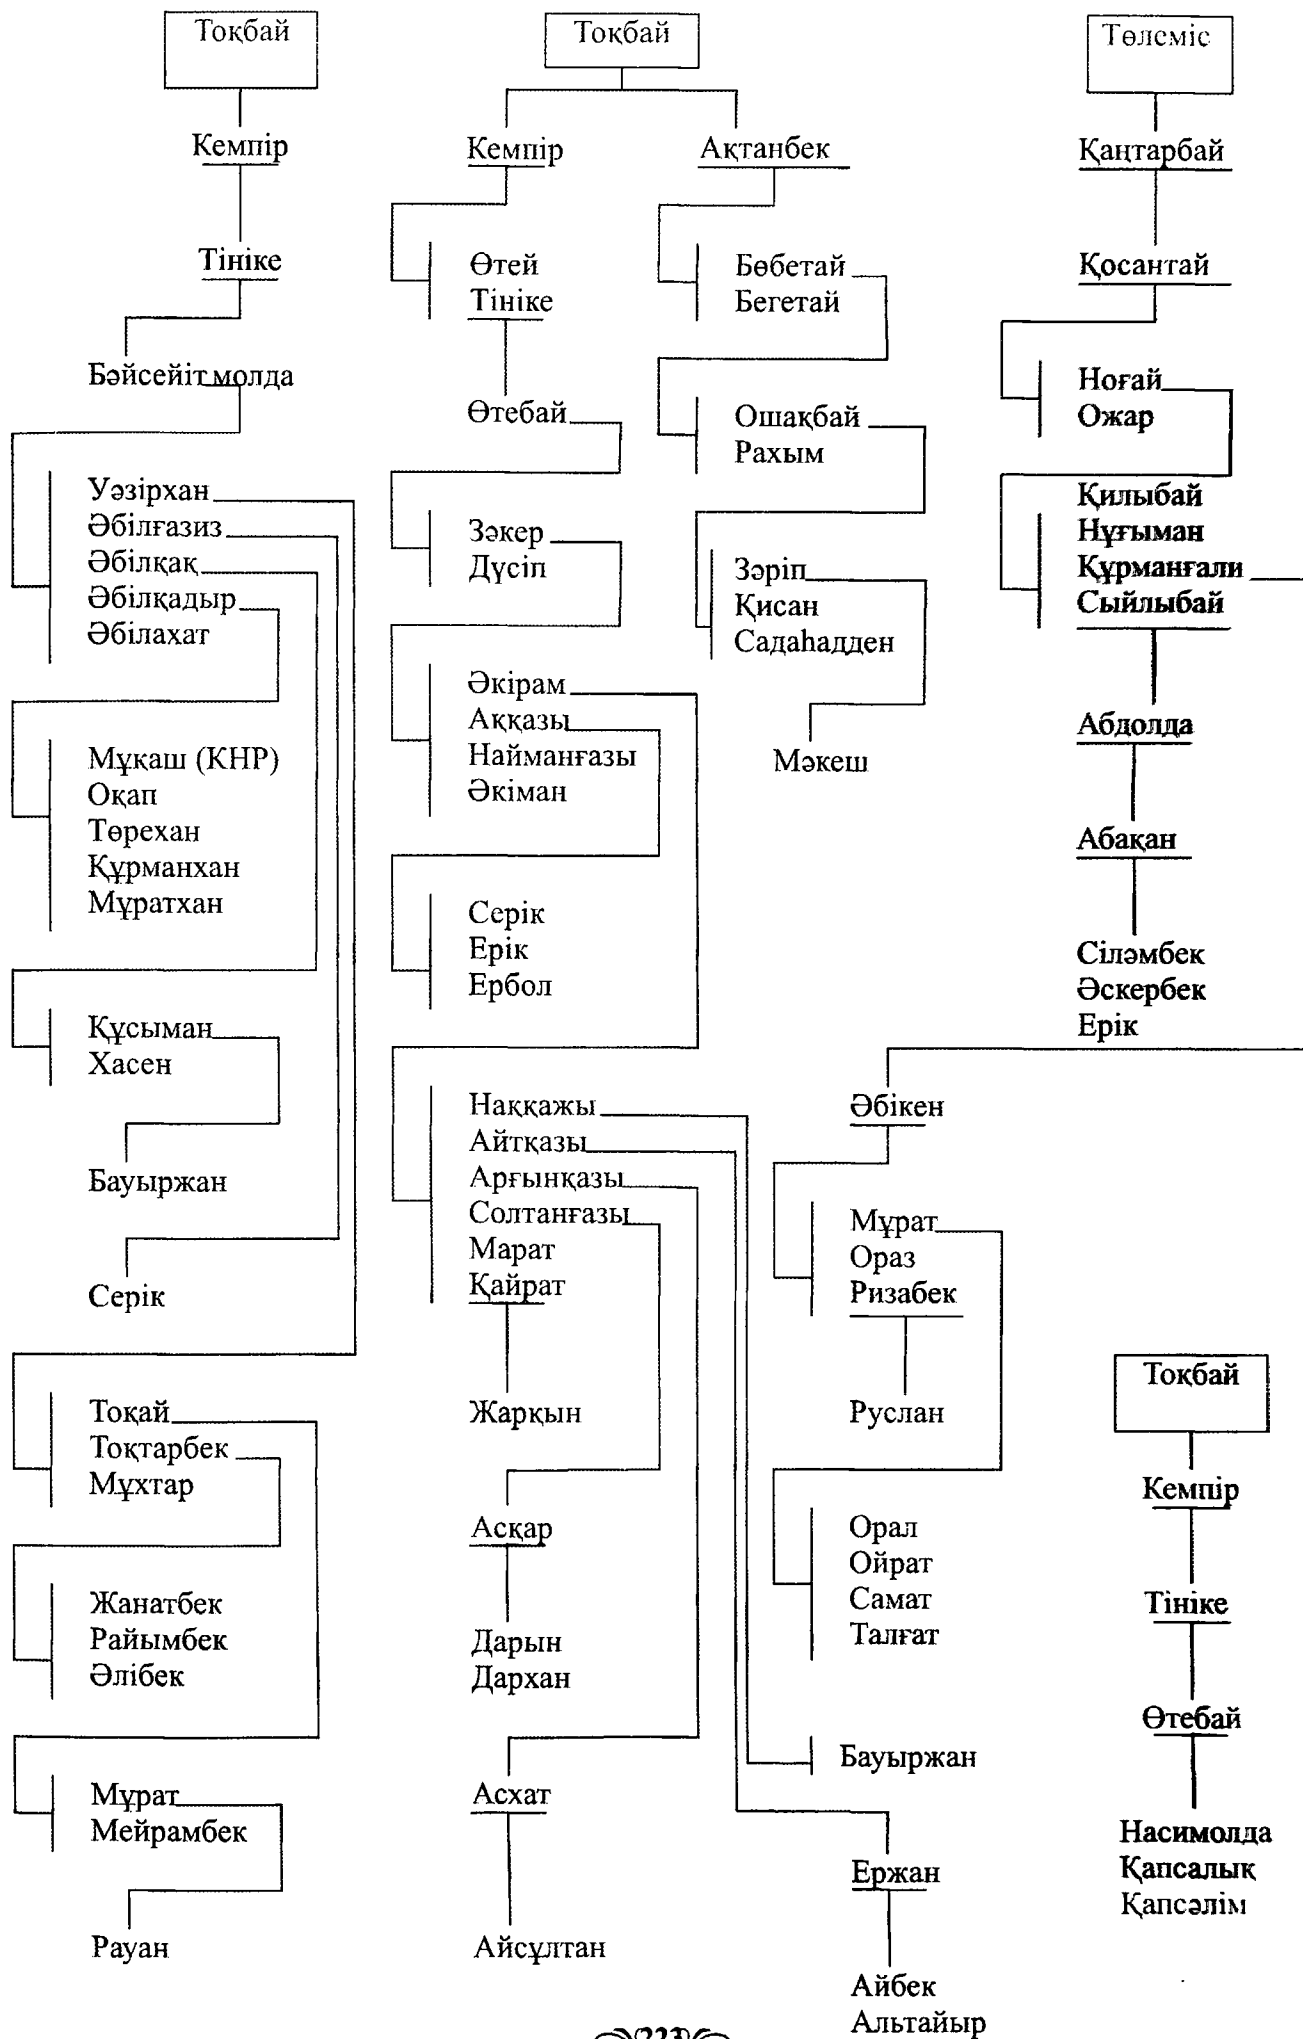 Тоқбай
Кемпір
Тініке
Бәйсейіт молда
Уәзірхан
Әбілғазиз
Әбілқақ
Әбілқадыр
Әбілахат
Мұқаш (КНР)
Оқап
Төрехан
Құрманхан
Мұратхан
Құсыман
Хасен
Бауыржан
Серік
Тоқай
Тоқтарбек
Мұхтар
Жанатбек
Райымбек
Әлібек
Мұрат
Мейрамбек
Рауан
Тоқбай
Кемпір
Ақтанбек
Өтей
Тініке
Өтебай
Зәкер
Дүсіп
Әкірам
Аққазы
Найманғазы
Әкіман
Серік
Ерік
Ербол
Наққажы
Айтқазы
Арғынқазы
Солтанғазы
Марат
Қайрат
Жарқын
Асқар
Дарын
Дархан
Асхат
Айсұлтан
Бөбетай
Бегетай
Ошақбай
Рахым
Зәріп
Қисан
Садаһадден
Мәкеш
Төлеміс
Қаңтарбай
Қосантай
Ноғай
Ожар
Қилыбай
Нұғыман
Құрманғали
Сыйлыбай
Абдолда
Абақан
Сіләмбек
Әскербек
Ерік
Әбікен
Мұрат
Ораз
Ризабек
Руслан
Орал
Ойрат
Самат
Талғат
Бауыржан
Ержан
Айбек
Альтайыр
Тоқбай
Кемпір
Тініке
Өтебай
Насимолда
Қапсалық
Қапсәлім
223